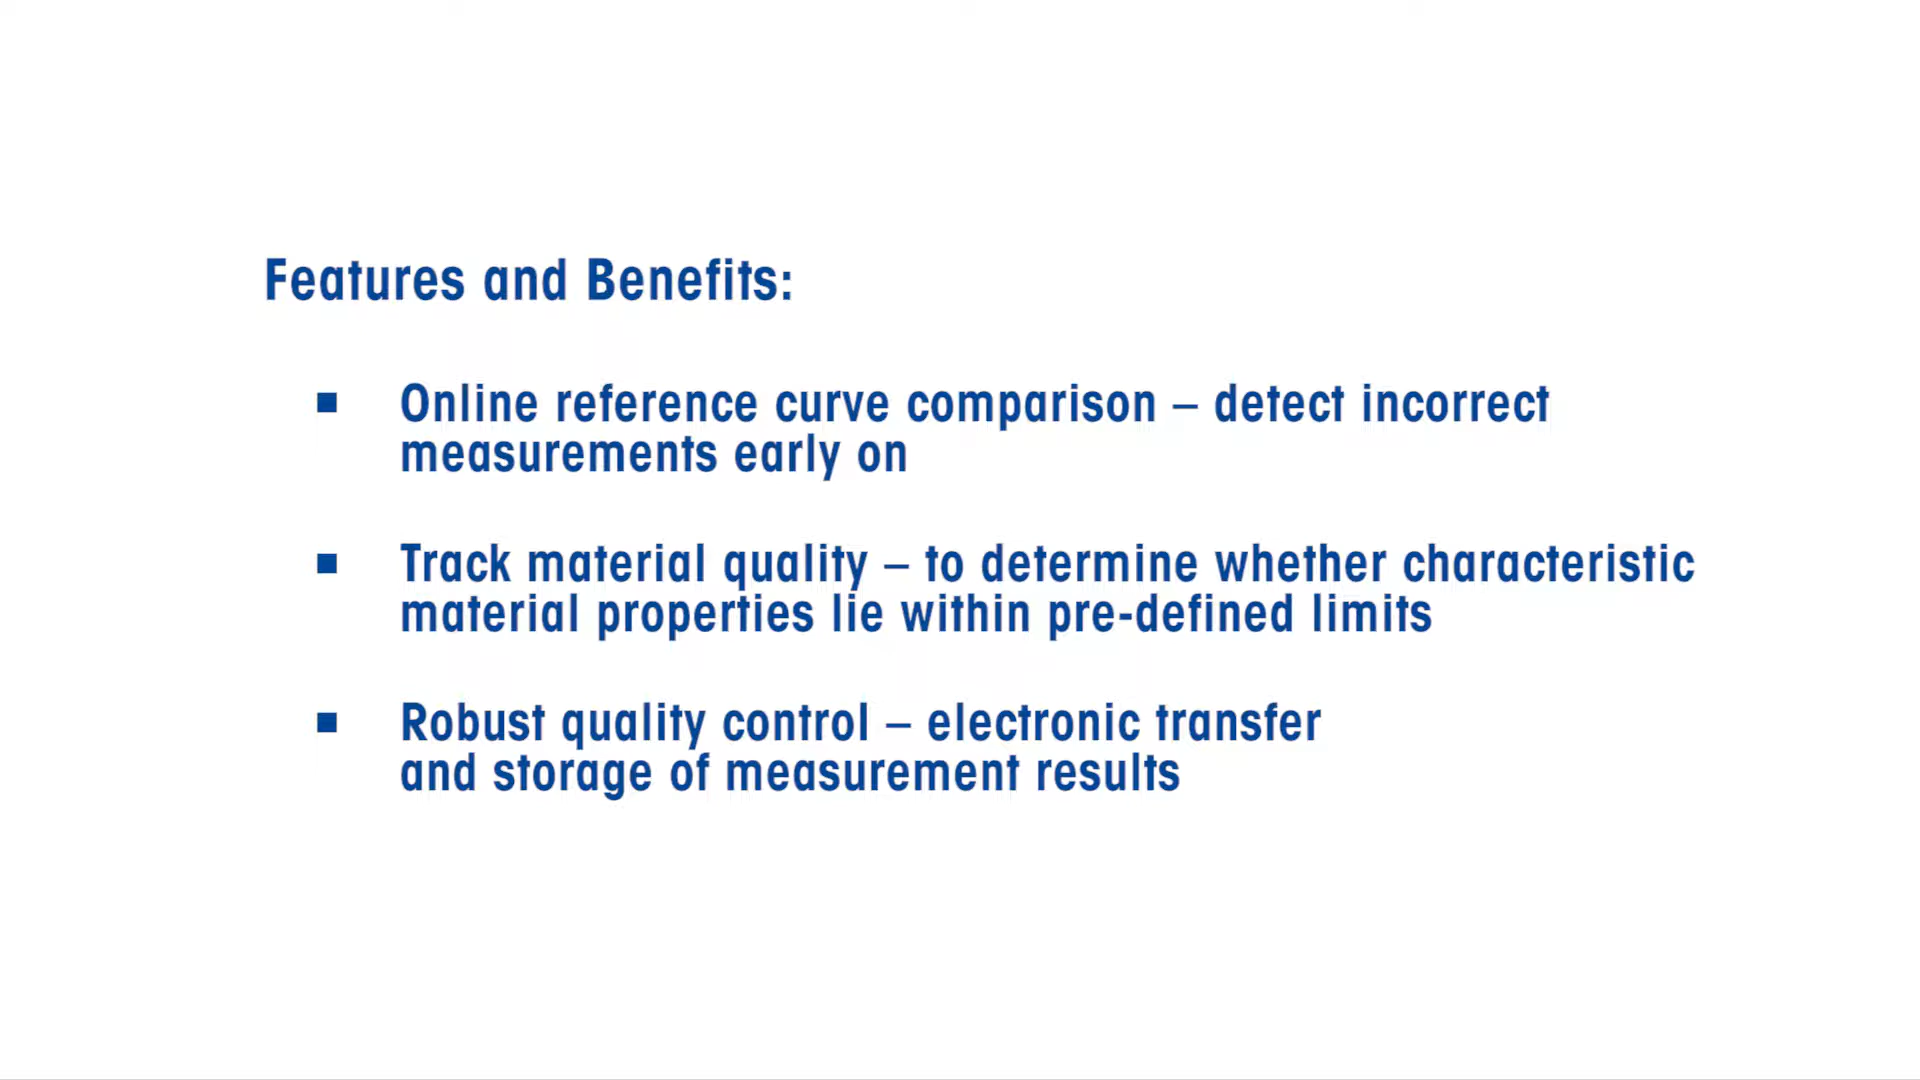 Features and Benefits:
■ Online reference curve comparison – detect incorrect
measurements early on
■ Track material quality – to determine whether characteristic
material properties lie within pre-defined limits
■ Robust quality control – electronic transfer
and storage of measurement results